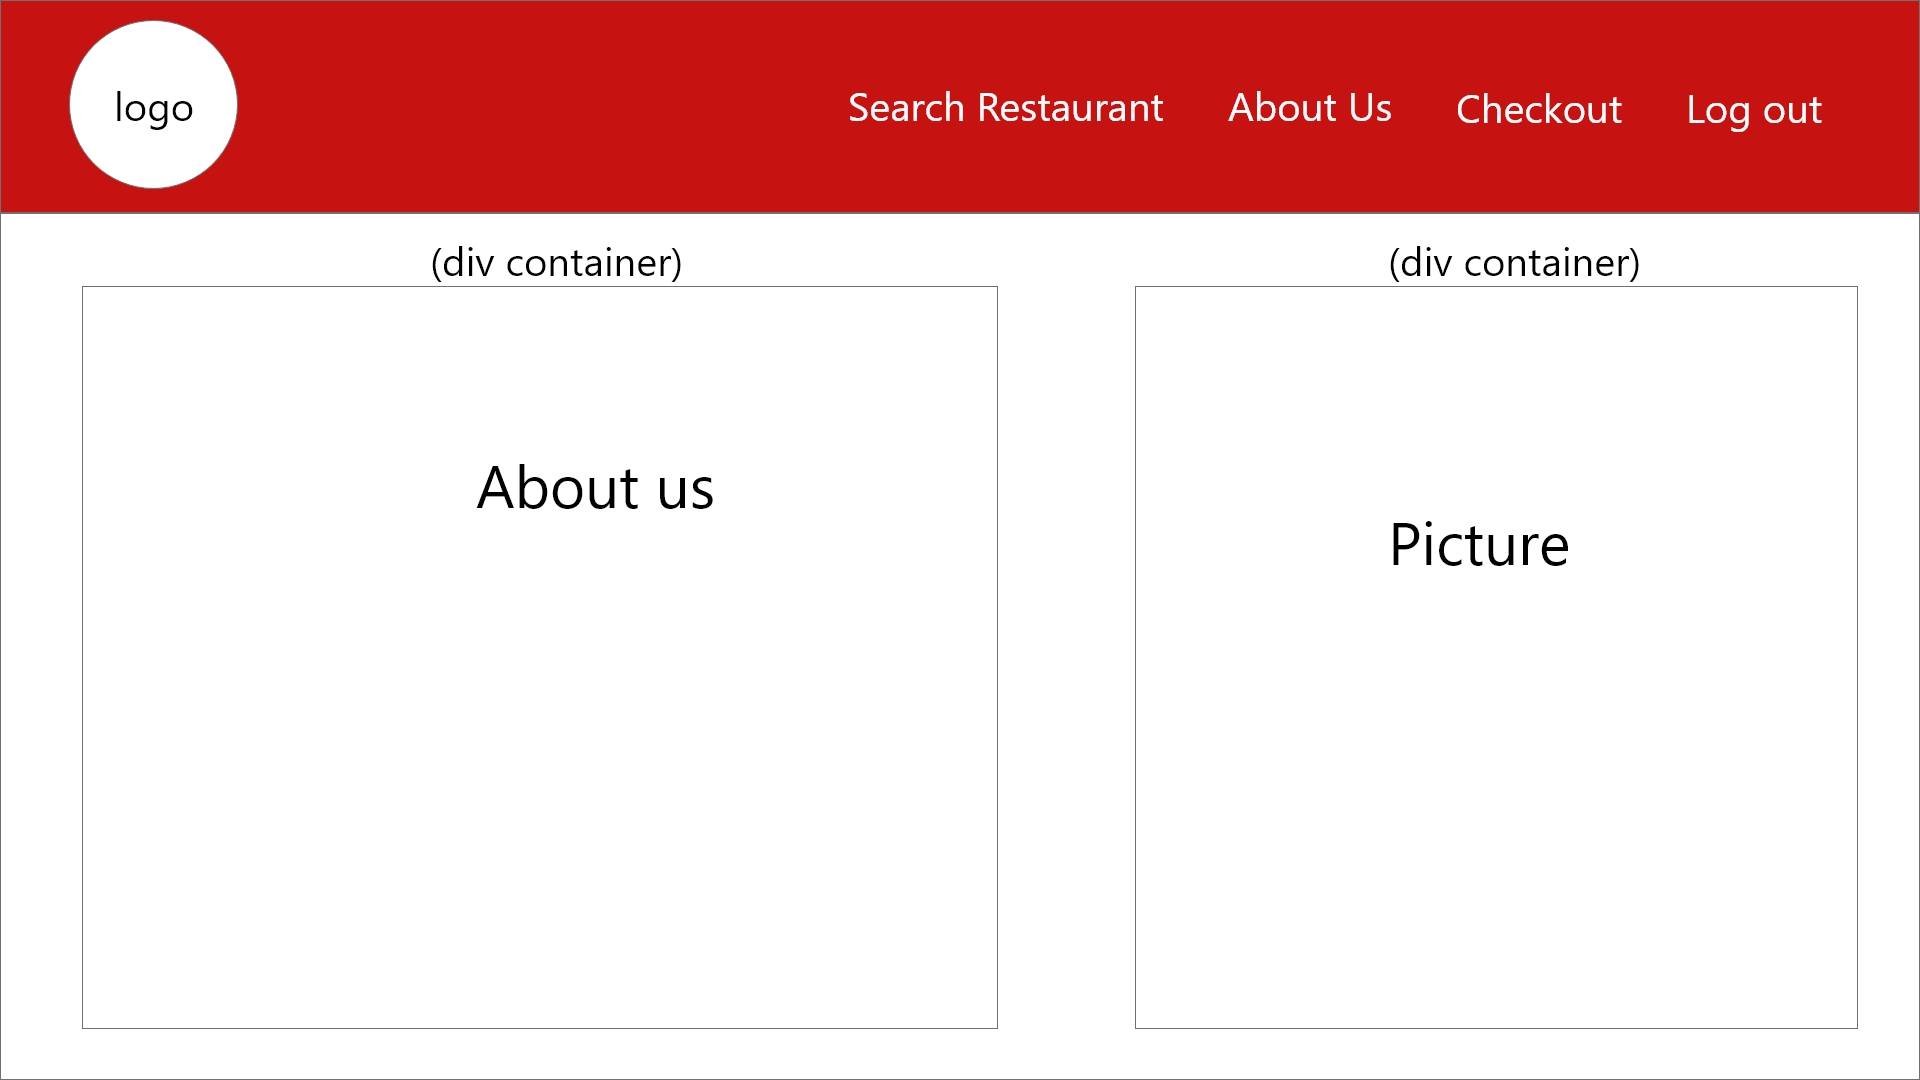 logo
Search Restaurant
About Us
Checkout
Log out
(div container)
(div container)
About us
Picture